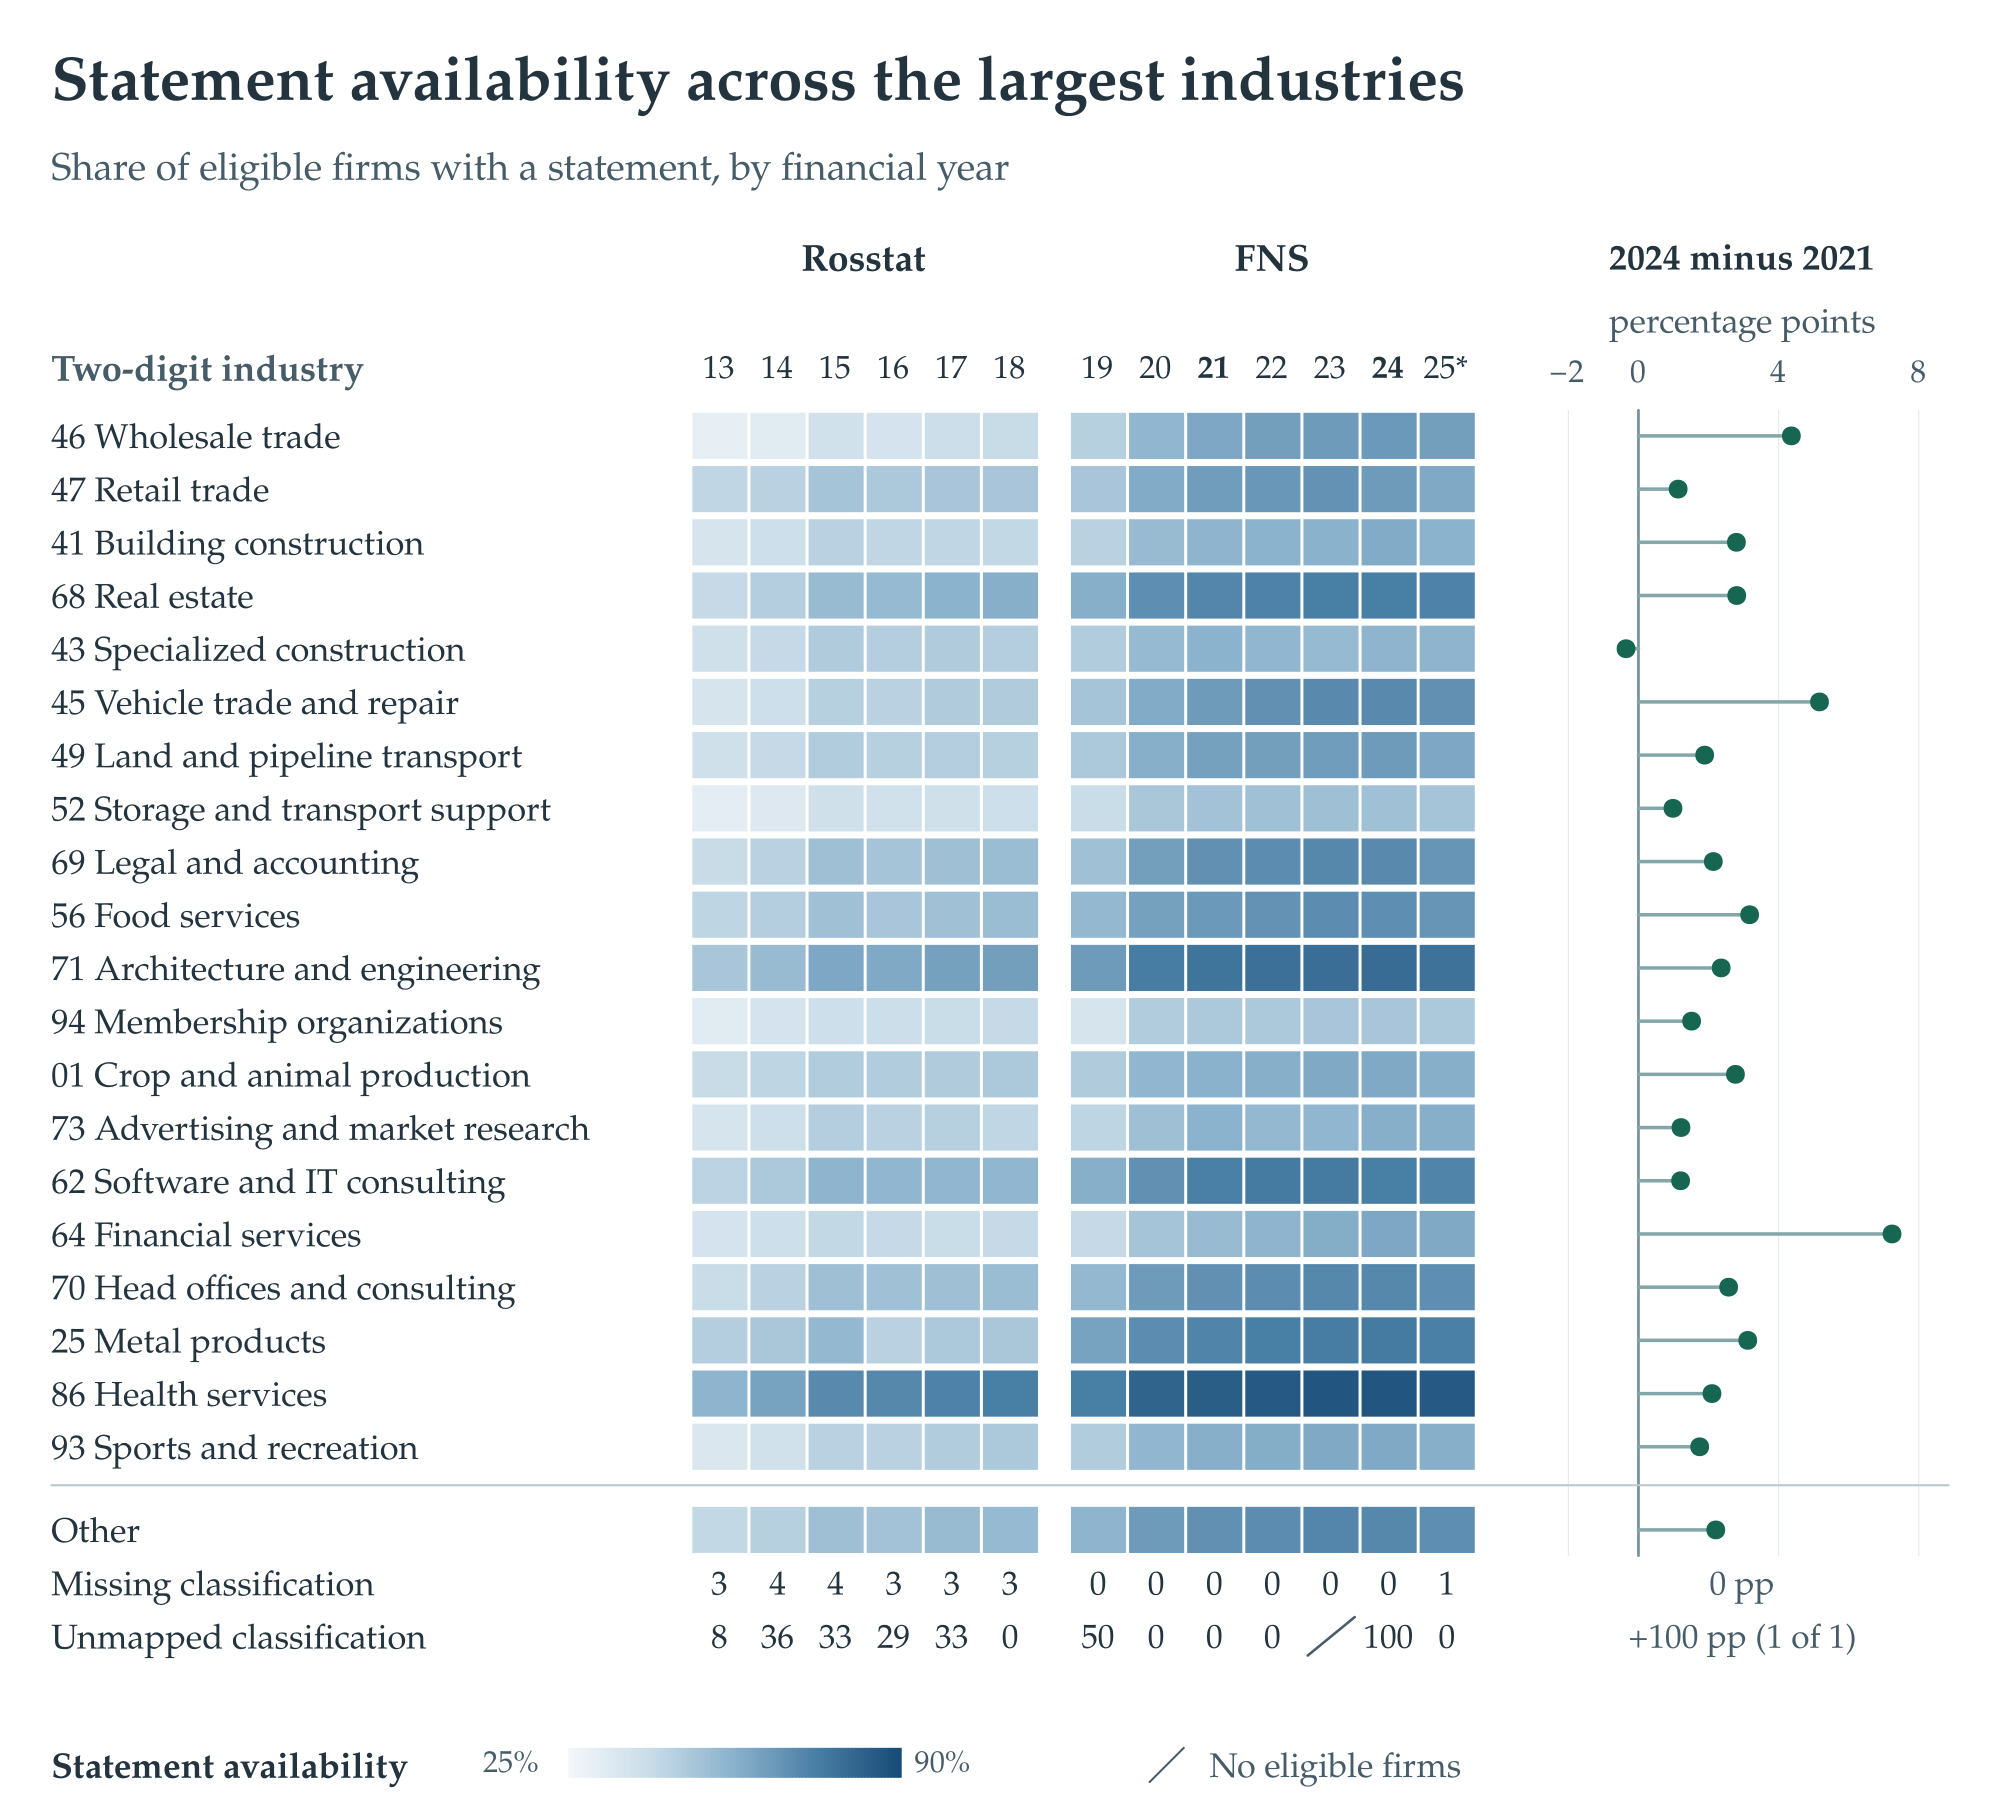 Statement availability across the largest industries
Share of eligible firms with a statement, by financial year
Rosstat FNS 2024 minus 2021
percentage points
Two-digit industry 13 14 15 16 17 18 19 20 21 22 23 24 25* −2 0 4 8
46 Wholesale trade
47 Retail trade
41 Building construction
68 Real estate
43 Specialized construction
45 Vehicle trade and repair
49 Land and pipeline transport
52 Storage and transport support
69 Legal and accounting
56 Food services
71 Architecture and engineering
94 Membership organizations
01 Crop and animal production
73 Advertising and market research
62 Software and IT consulting
64 Financial services
70 Head offices and consulting
25 Metal products
86 Health services
93 Sports and recreation
Other
Missing classification 3 4 4 3 3 3 0 0 0 0 0 0 1 0 pp
Unmapped classification 8 36 33 29 33 0 50 0 0 0 100 0 +100 pp (1 of 1)
Statement availability 25% 90% No eligible firms